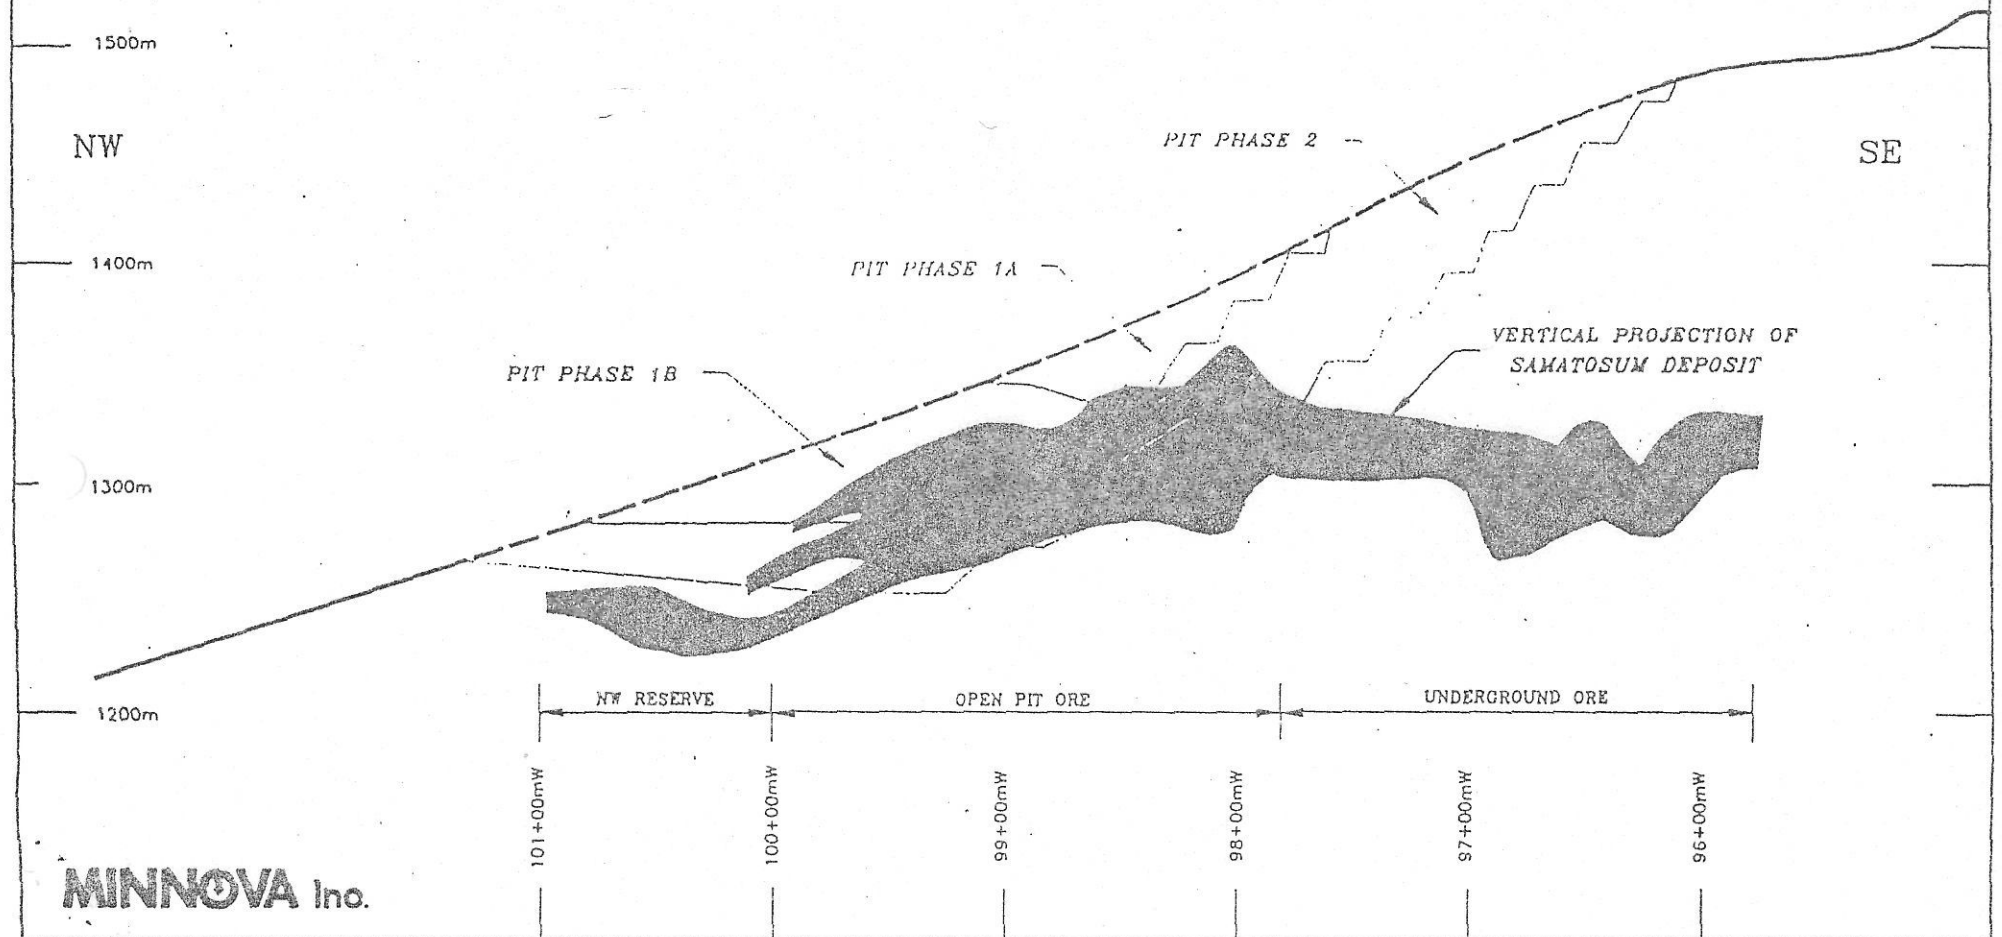 1500m
NW
PIT PHASE 2
SE
1400m
PIT PHASE 1A
VERTICAL PROJECTION OF
SAMATOSUM DEPOSIT
PIT PHASE 1B
1300m
NW RESERVE
OPEN PIT ORE
UNDERGROUND ORE
1200m
101+00mW
100+00mW
99+00mW
98+00mW
97+00mW
96+00mW
MINNOVA Inc.